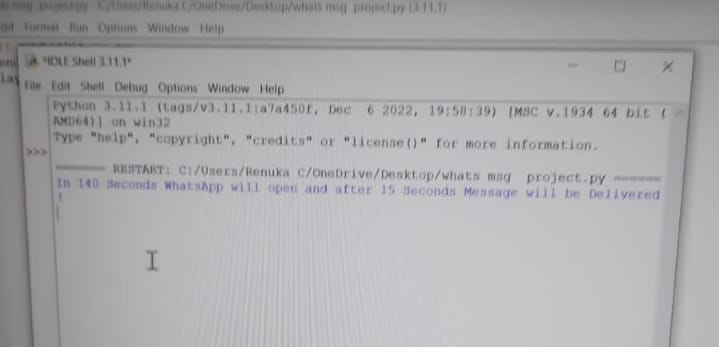 msg project.py - C:/Users/Renuka C/OneDrive/Desktop/whats msg project.py (3.11.1)
Format Run Options Window Help
*IDLE Shell 3.11.1*
File Edit Shell Debug Options Window Help
Python 3.11.1 (tags/v3.11.1:a7a450f, Dec 6 2022, 19:58:39) [MSC v.1934 64 bit (
AMD64)] on win32
Type "help", "copyright", "credits" or "license()" for more information.
>>>
======= RESTART: C:/Users/Renuka C/OneDrive/Desktop/whats msg project.py ======
In 140 Seconds WhatsApp will open and after 15 Seconds Message will be Delivered
!